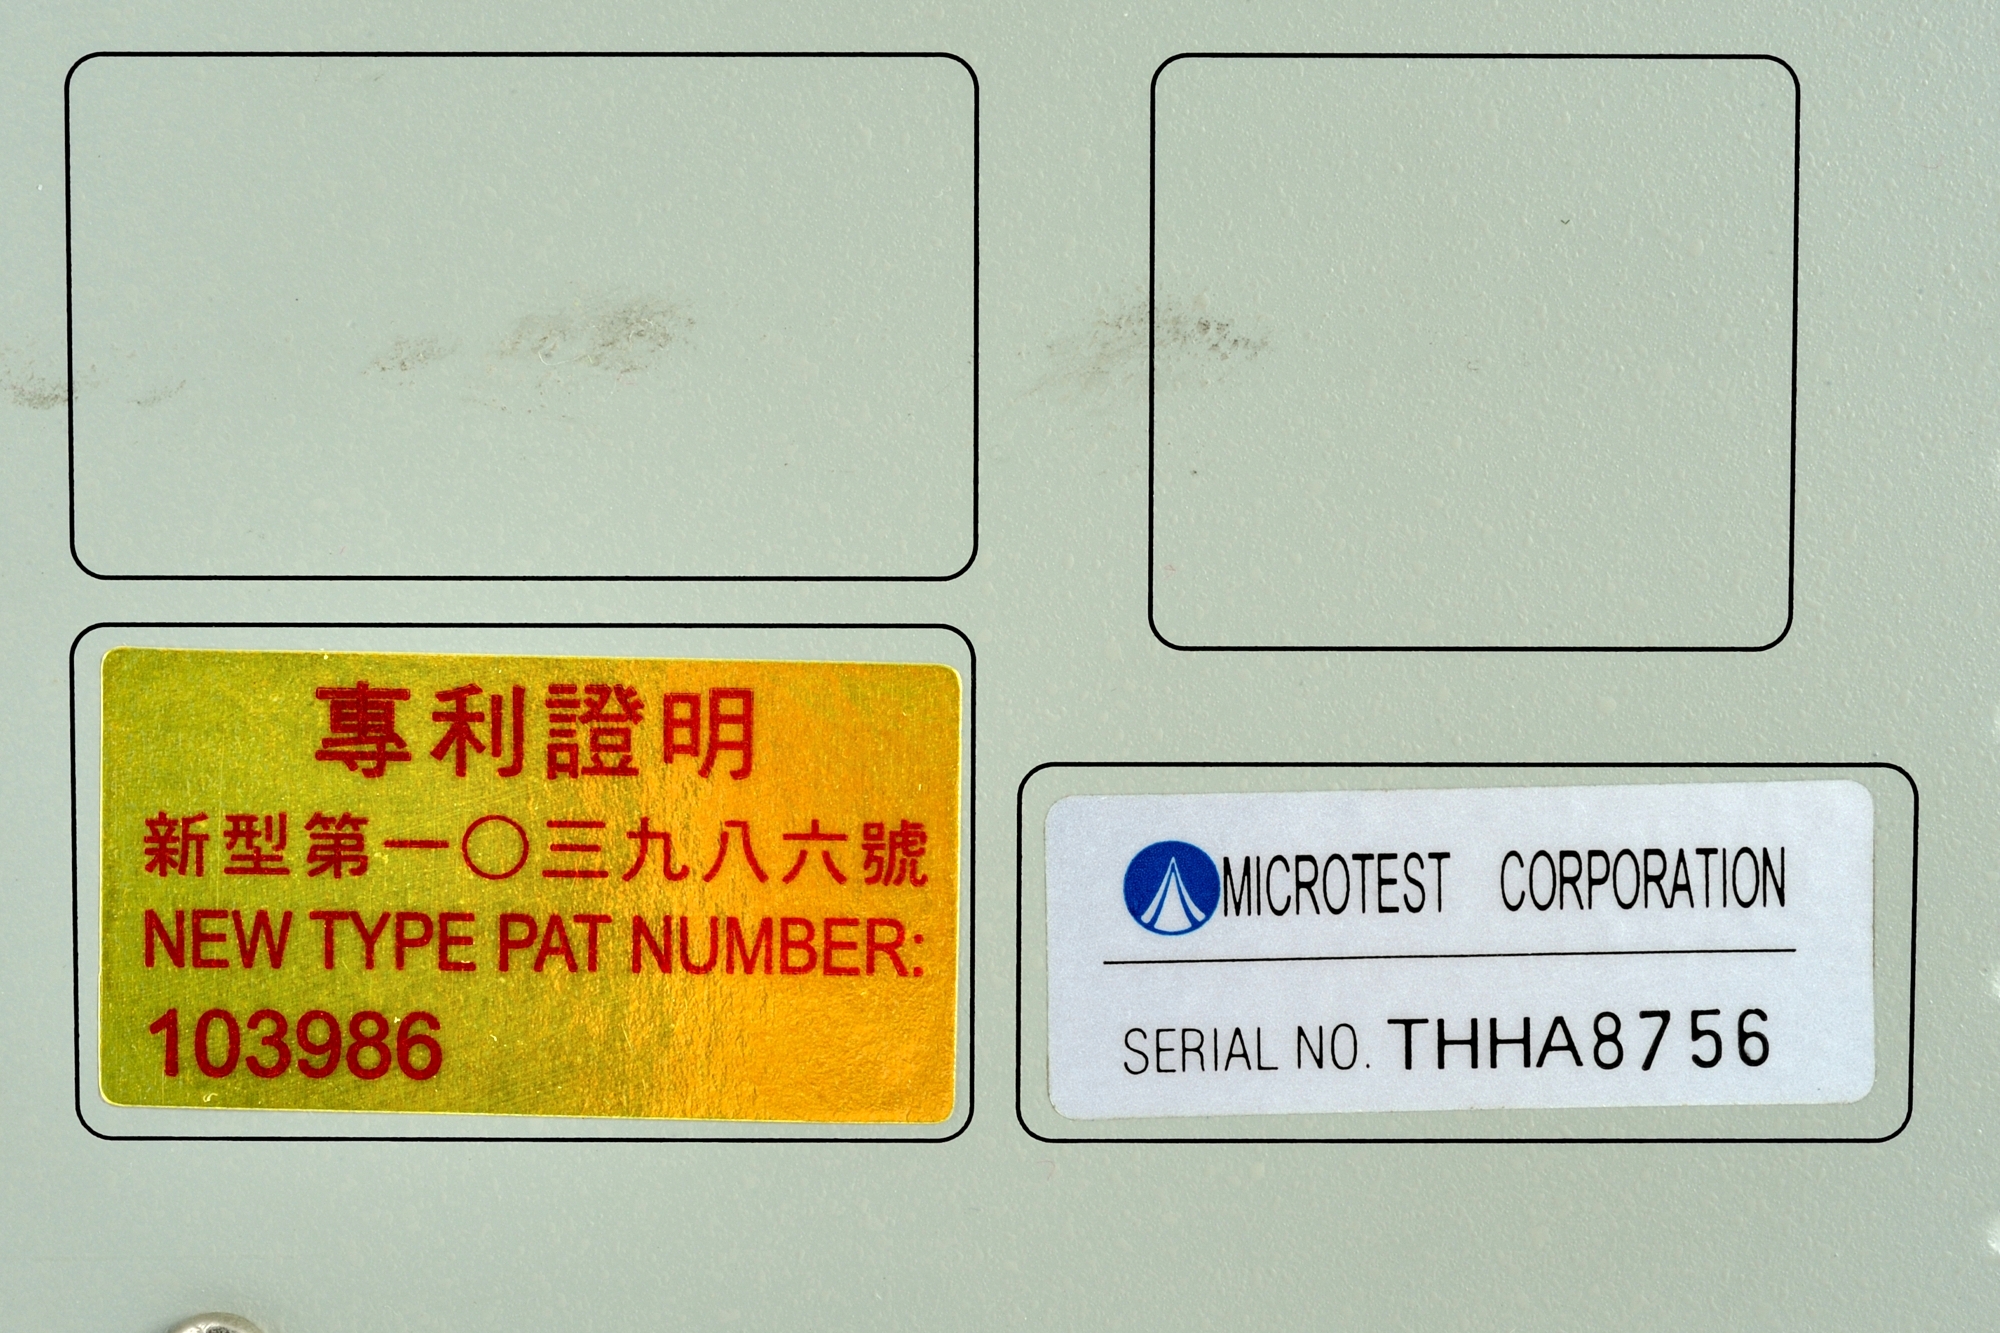 專利證明
新型第一〇三九八六號
NEW TYPE PAT NUMBER:
103986
MICROTEST CORPORATION
SERIAL NO. THHA8756